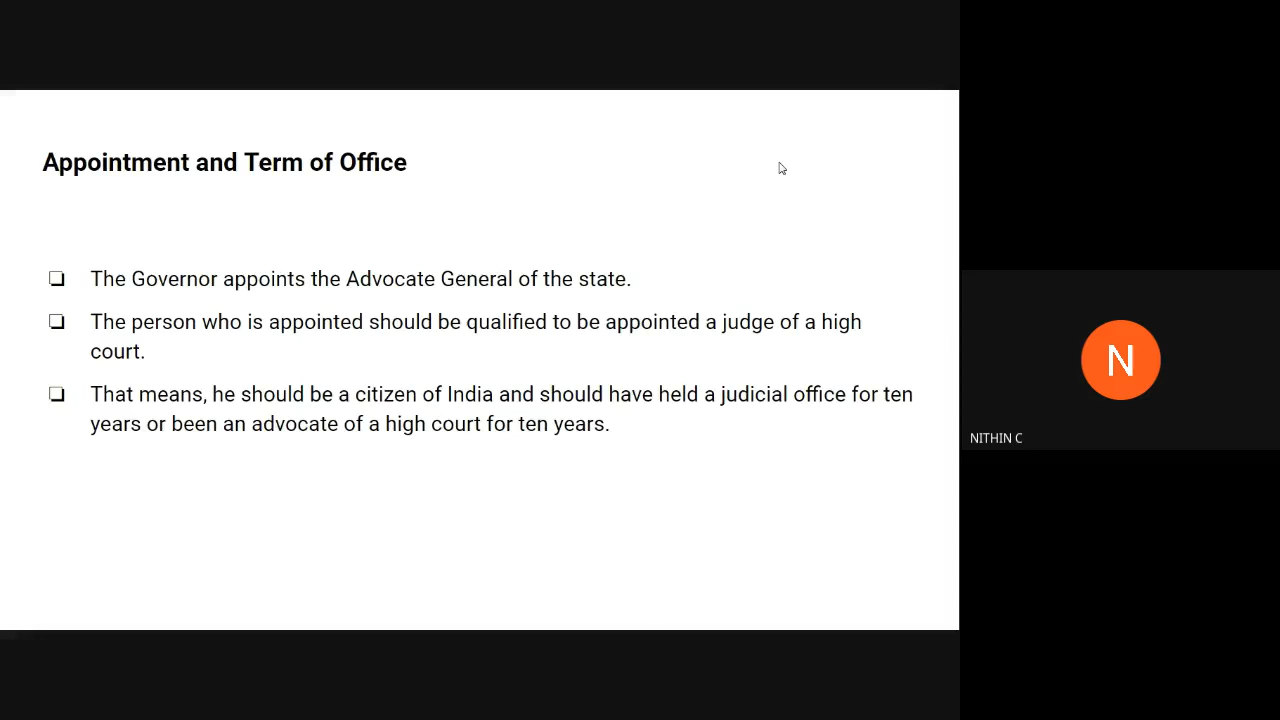 Appointment and Term of Office
❏ The Governor appoints the Advocate General of the state.
❏ The person who is appointed should be qualified to be appointed a judge of a high
court.
❏ That means, he should be a citizen of India and should have held a judicial office for ten
years or been an advocate of a high court for ten years.
N
NITHIN C